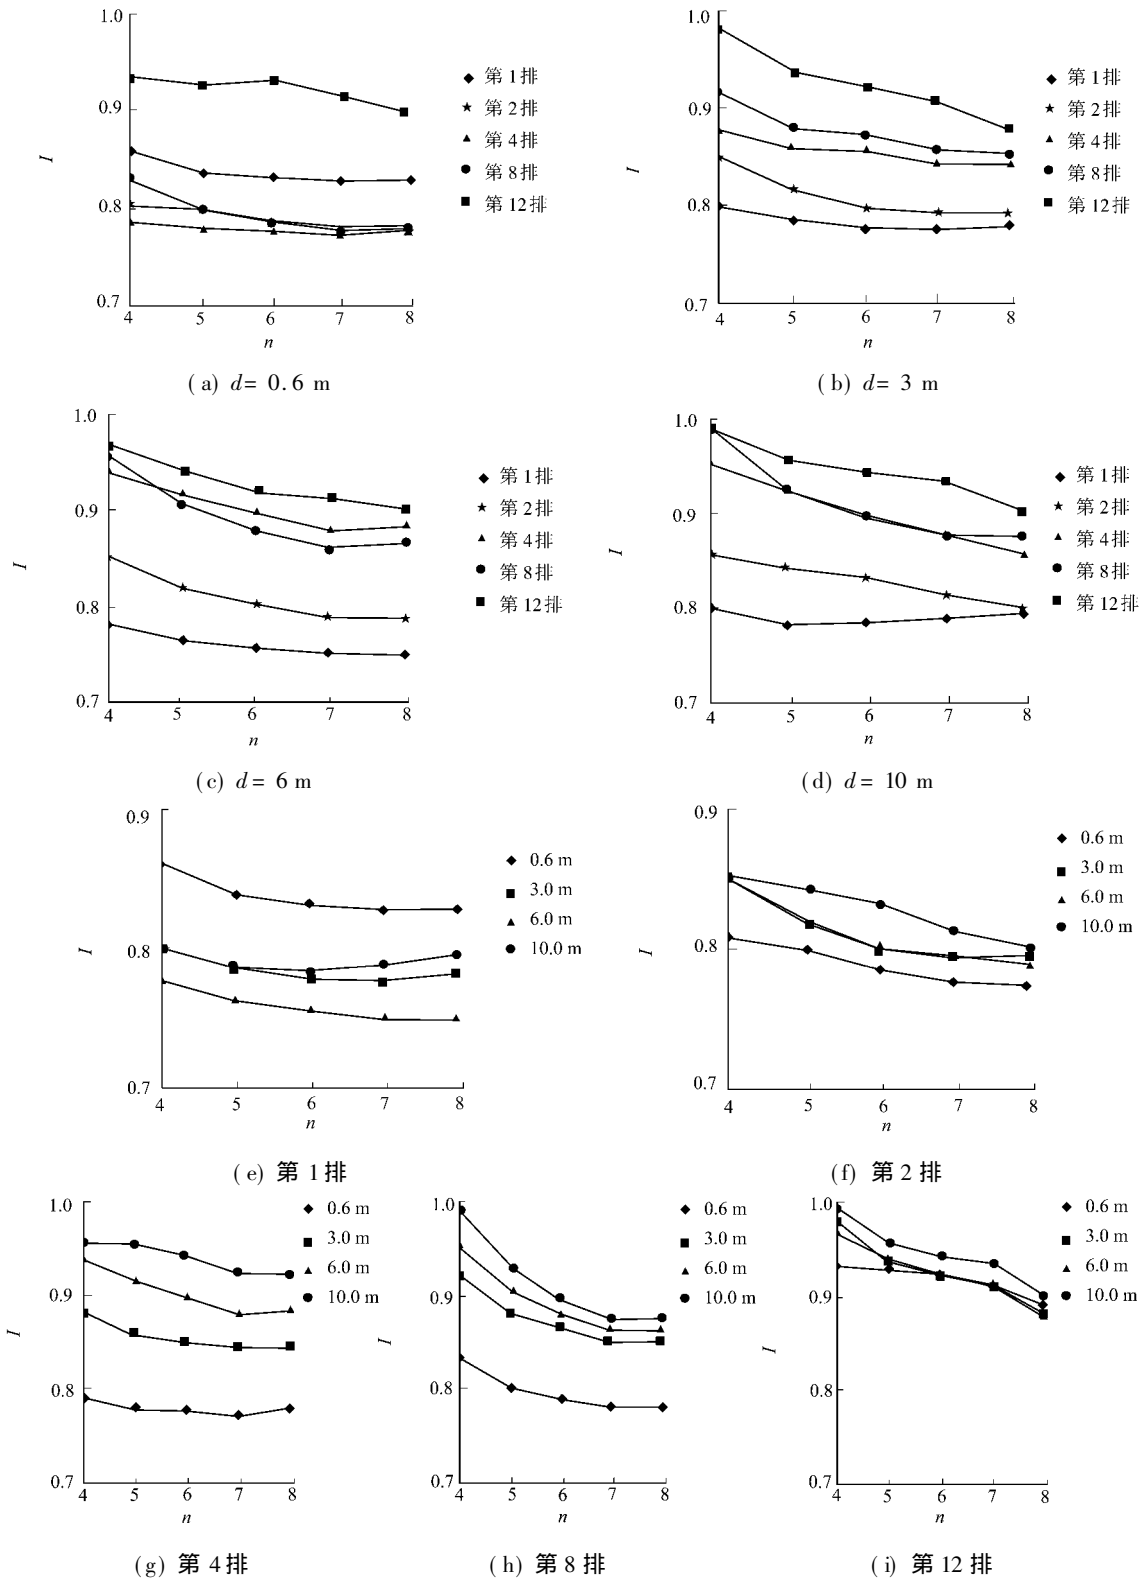 1.0
0.9
0.8
0.7
I
4 5 6 7 8
n
第 1 排
第 2 排
第 4 排
第 8 排
第 12 排
(a) d= 0.6 m
1.0
0.9
0.8
0.7
I
4 5 6 7 8
n
第 1 排
第 2 排
第 4 排
第 8 排
第 12 排
(b) d= 3 m
1.0
0.9
0.8
0.7
I
4 5 6 7 8
n
第 1 排
第 2 排
第 4 排
第 8 排
第 12 排
(c) d= 6 m
1.0
0.9
0.8
0.7
I
4 5 6 7 8
n
第 1 排
第 2 排
第 4 排
第 8 排
第 12 排
(d) d= 10 m
0.9
0.8
0.7
I
4 5 6 7 8
n
0.6 m
3.0 m
6.0 m
10.0 m
(e) 第 1 排
0.9
0.8
0.7
I
4 5 6 7 8
n
0.6 m
3.0 m
6.0 m
10.0 m
(f) 第 2 排
1.0
0.9
0.8
0.7
I
4 5 6 7 8
n
0.6 m
3.0 m
6.0 m
10.0 m
(g) 第 4 排
1.0
0.9
0.8
0.7
I
4 5 6 7 8
n
0.6 m
3.0 m
6.0 m
10.0 m
(h) 第 8 排
1.0
0.9
0.8
0.7
I
4 5 6 7 8
n
0.6 m
3.0 m
6.0 m
10.0 m
(i) 第 12 排